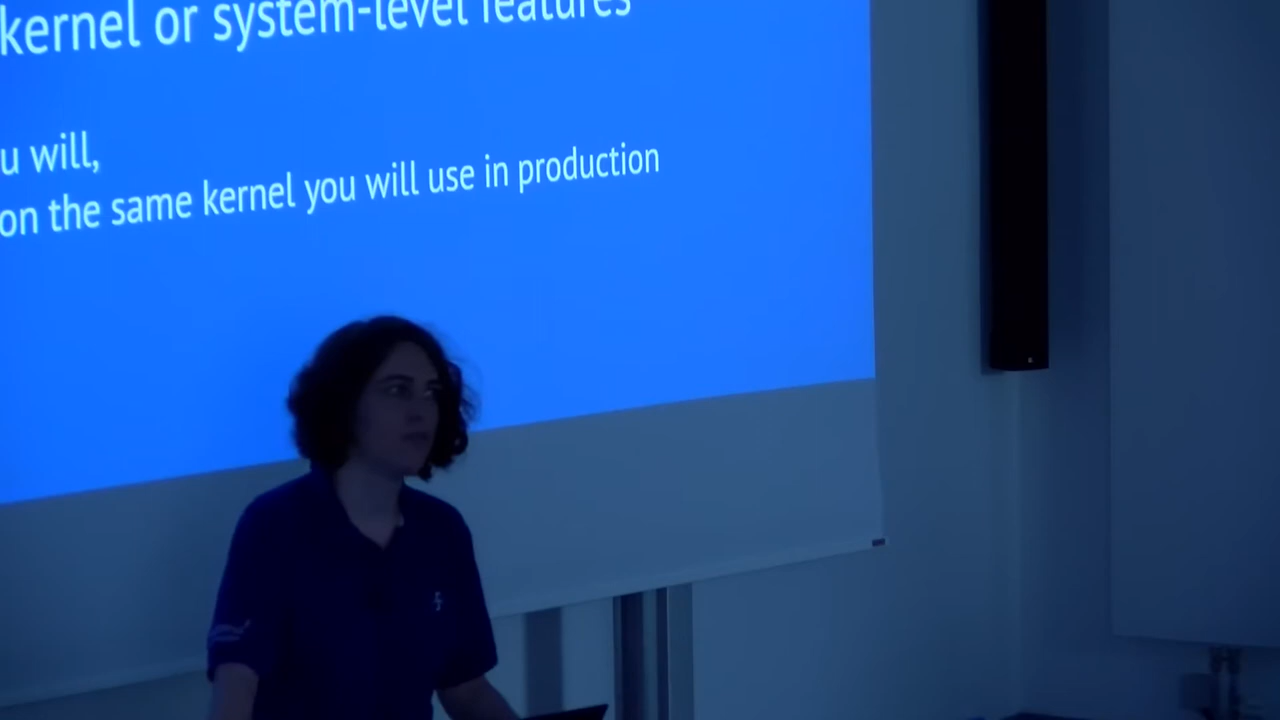 kernel or system-level features
u will,
on the same kernel you will use in production